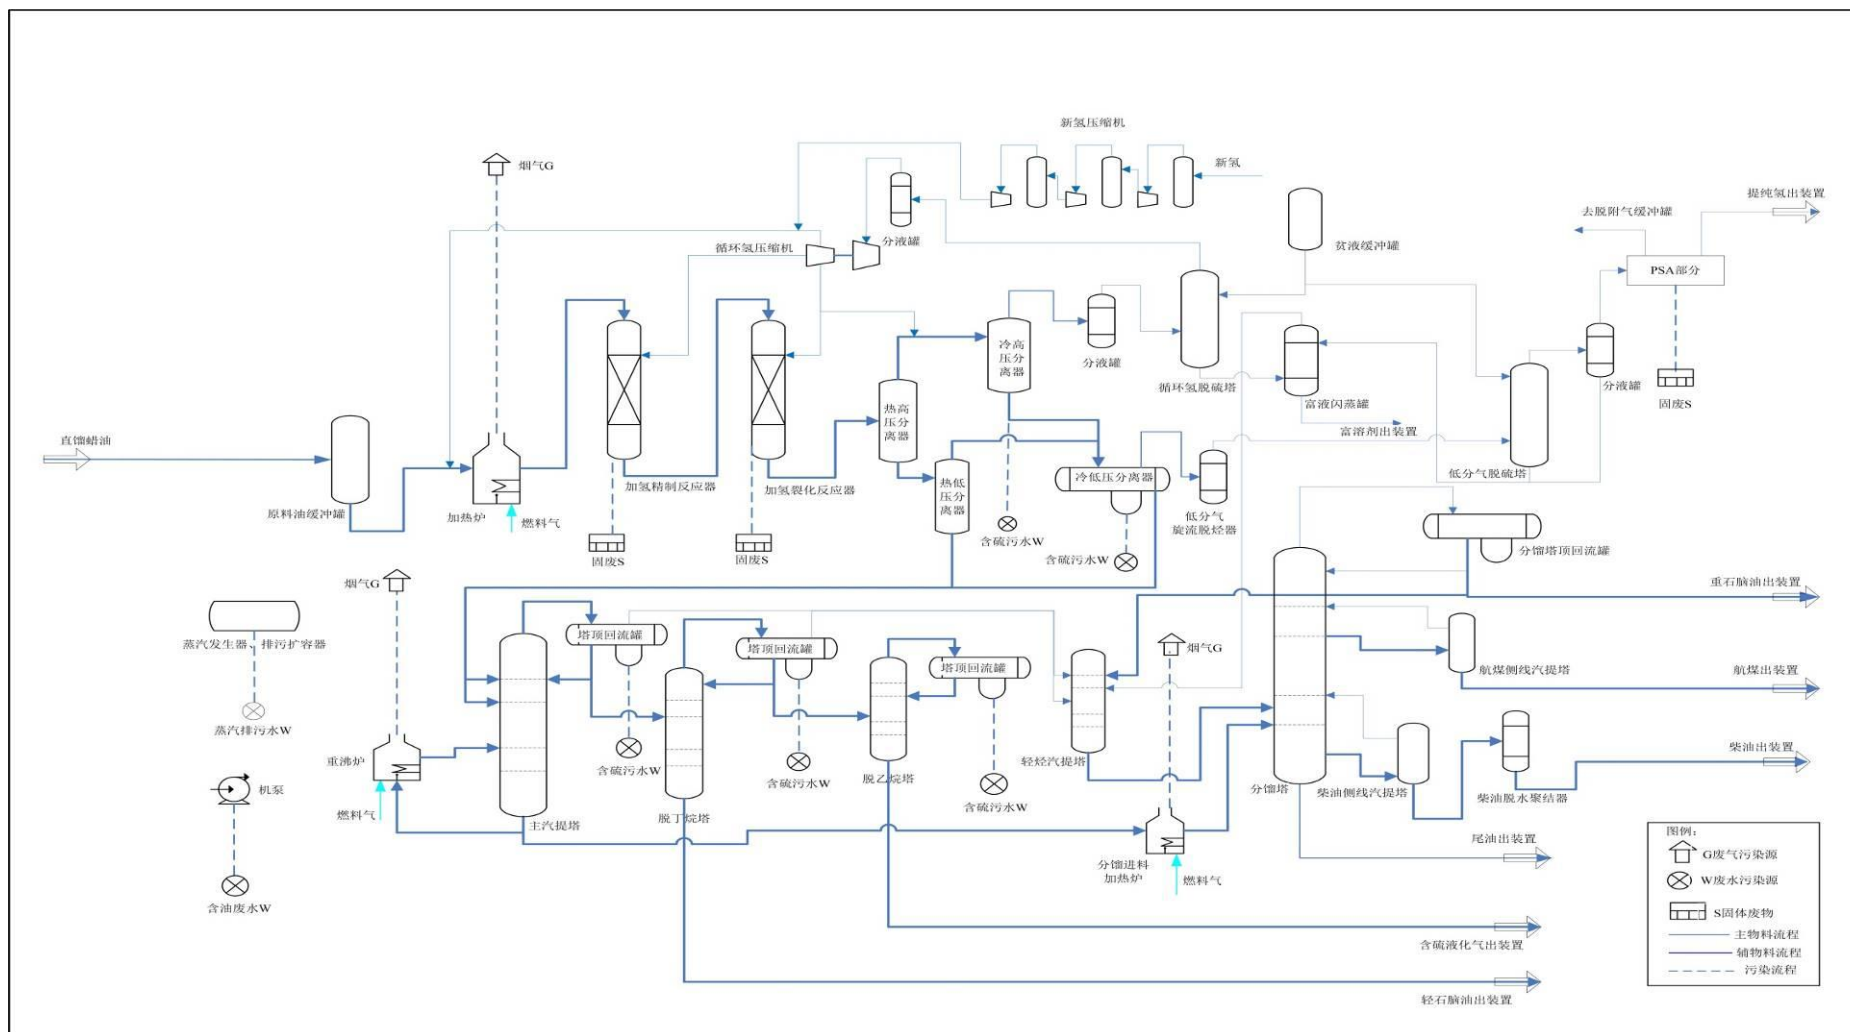 新氢压缩机
烟气G
新氢
提纯氢出装置
去脱附气缓冲罐
分液罐
循环氢压缩机
贫液缓冲罐
PSA部分
冷高
压分
离器
分液罐
循环氢脱硫塔
富液闪蒸罐
分液罐
固废S
热高
压分
离器
直馏蜡油
富溶剂出装置
低分气脱硫塔
加氢精制反应器
加氢裂化反应器
热低
压分
离器
冷低压分离器
原料油缓冲罐
加热炉
燃料气
低分气
旋流脱烃器
含硫污水W
含硫污水W
固废S
固废S
分馏塔顶回流罐
烟气G
重石脑油出装置
蒸汽发生器、排污扩容器
塔顶回流罐
塔顶回流罐
塔顶回流罐
烟气G
航煤侧线汽提塔
航煤出装置
蒸汽排污水W
重沸炉
含硫污水W
含硫污水W
脱乙烷塔
轻烃汽提塔
柴油出装置
机泵
燃料气
主汽提塔
脱丁烷塔
含硫污水W
分馏塔
柴油侧线汽提塔
柴油脱水聚结器
尾油出装置
分馏进料
加热炉
燃料气
含油废水W
含硫液化气出装置
轻石脑油出装置
图例：
G废气污染源
W废水污染源
S固体废物
主物料流程
辅物料流程
污染流程